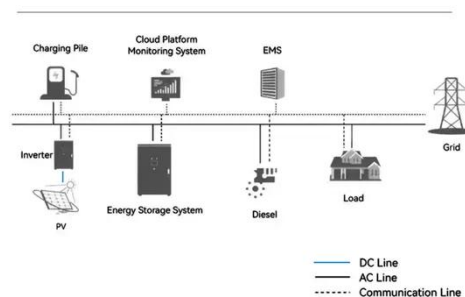 Charging Pile
Cloud Platform
Monitoring System
EMS
Grid
Inverter
PV
Energy Storage System
Diesel
Load
DC Line
AC Line
Communication Line